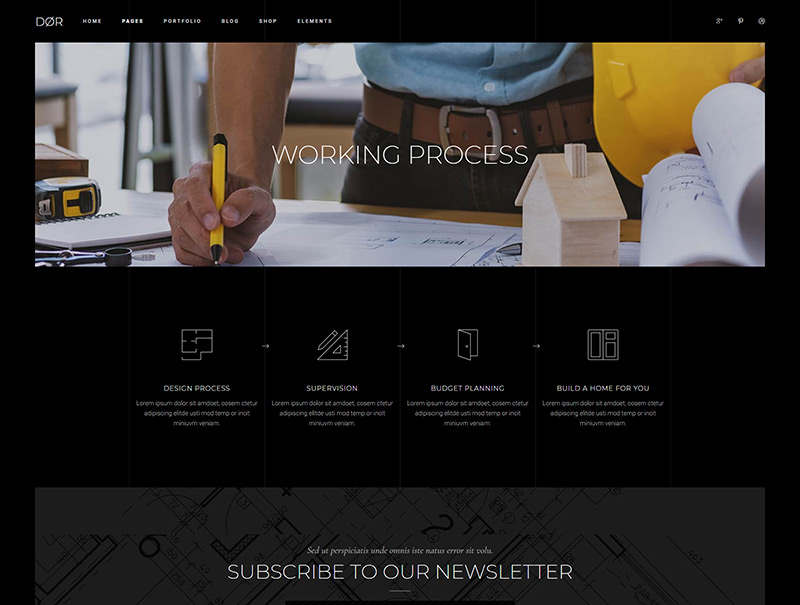 DØR HOME PAGES PORTFOLIO BLOG SHOP ELEMENTS
WORKING PROCESS
DESIGN PROCESS
Lorem ipsum dolor sit amdoet, cosem ctetur
adipiscing elitde usti mod temp or incit
miniuvm veniam.
SUPERVISION
Lorem ipsum dolor sit amdoet, cosem ctetur
adipiscing elitde usti mod temp or incit
miniuvm veniam.
BUDGET PLANNING
Lorem ipsum dolor sit amdoet, cosem ctetur
adipiscing elitde usti mod temp or incit
miniuvm veniam.
BUILD A HOME FOR YOU
Lorem ipsum dolor sit amdoet, cosem ctetur
adipiscing elitde usti mod temp or incit
miniuvm veniam.
Sed ut perspiciatis unde omnis iste natus error sit volu.
SUBSCRIBE TO OUR NEWSLETTER